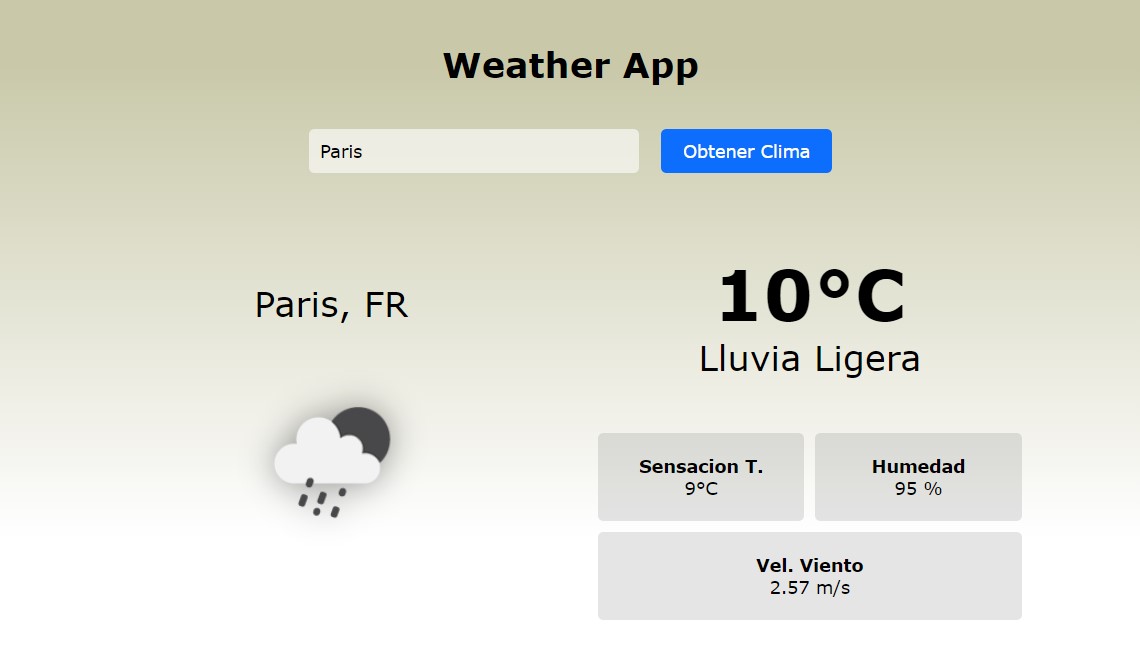 Weather App
Paris
Obtener Clima
Paris, FR
10°C
Lluvia Ligera
Sensacion T.
9°C
Humedad
95 %
Vel. Viento
2.57 m/s